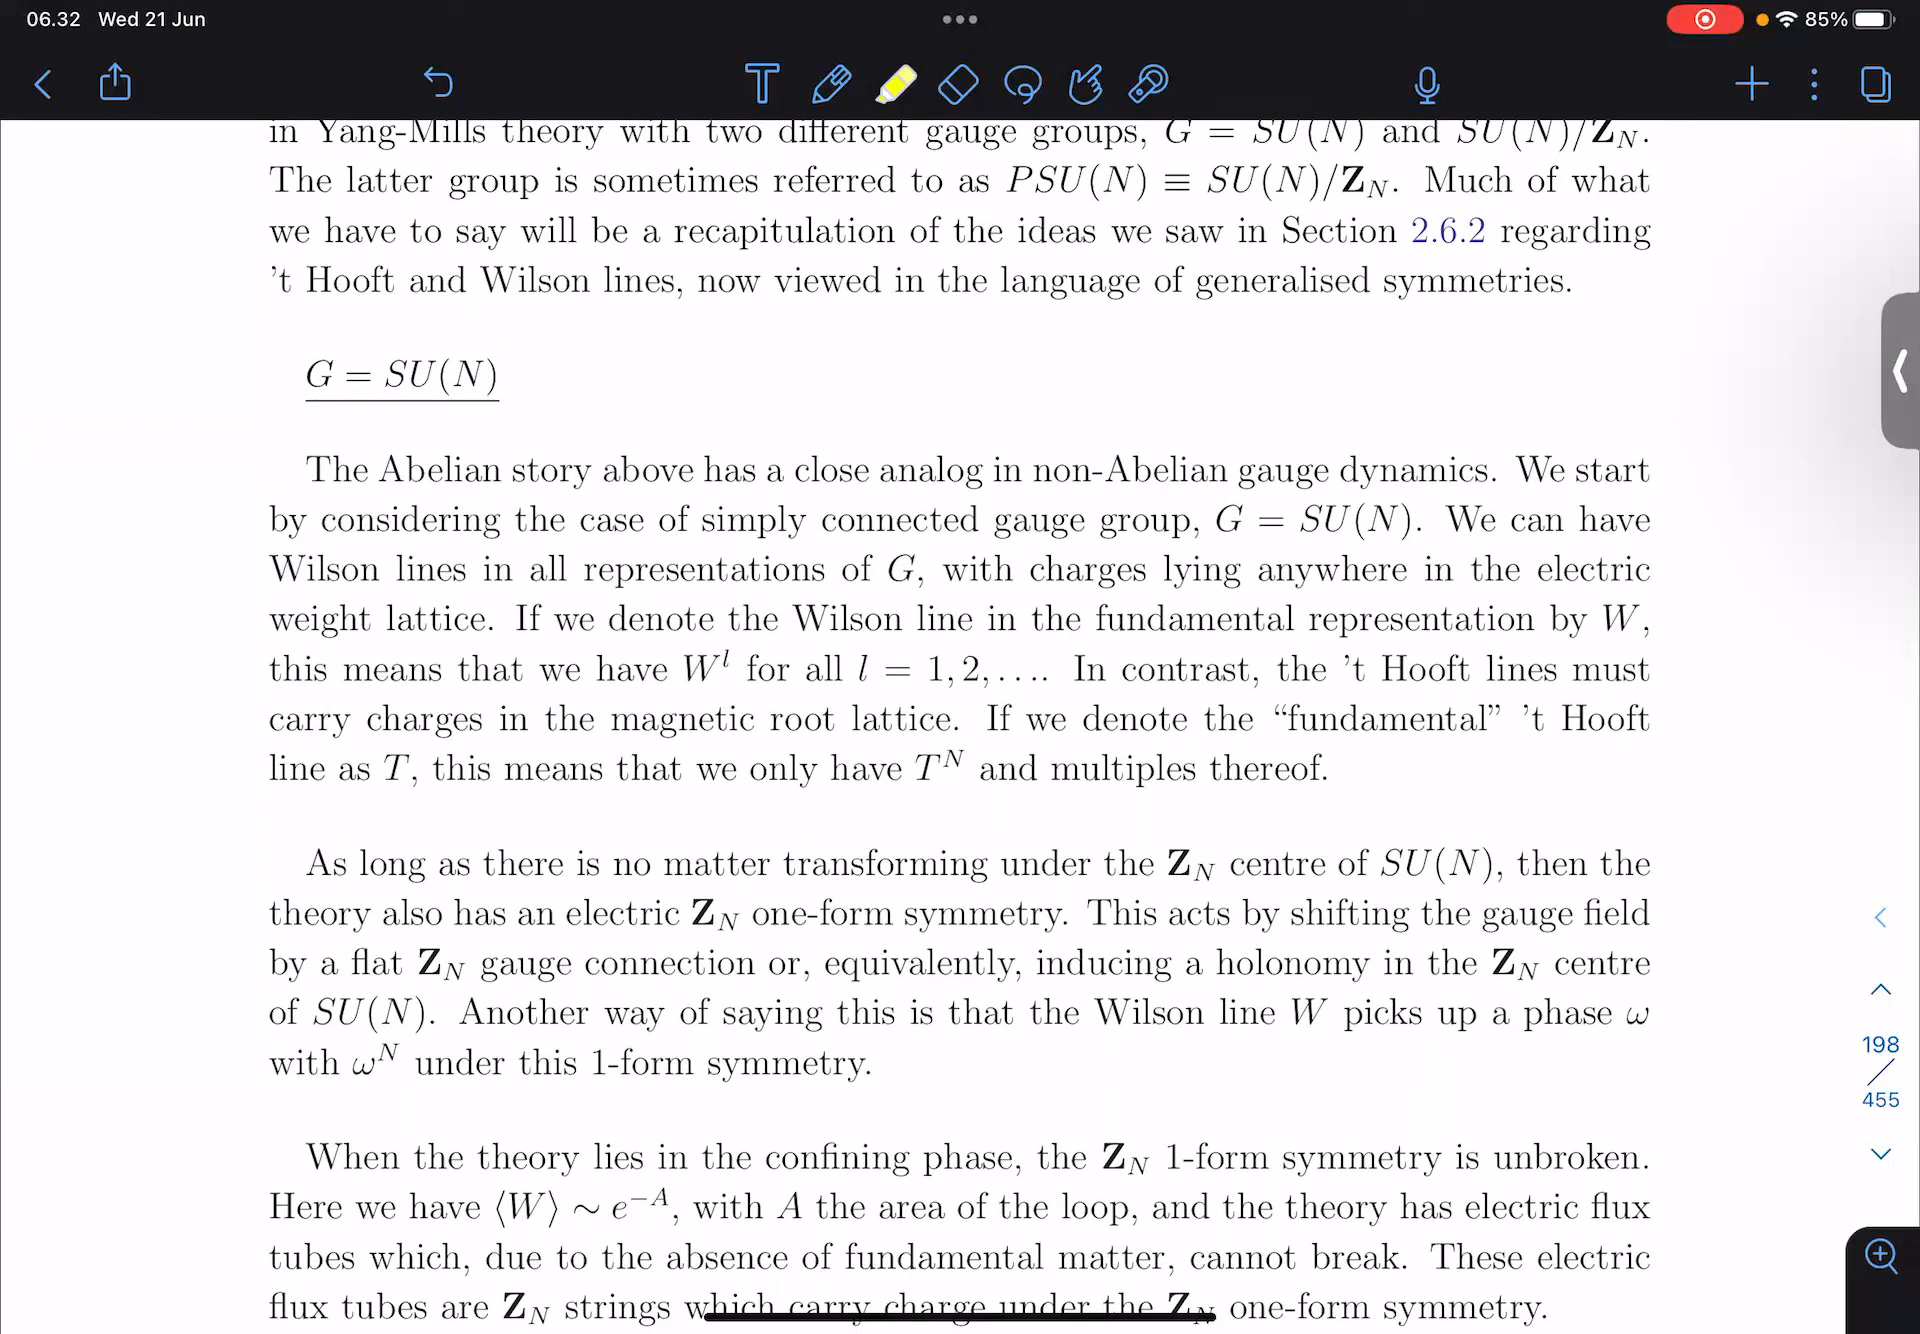 06.32 Wed 21 Jun
85%
in Yang-Mills theory with two different gauge groups, G = SU(N) and SU(N)/Z_N.
The latter group is sometimes referred to as PSU(N) ≡ SU(N)/Z_N. Much of what
we have to say will be a recapitulation of the ideas we saw in Section 2.6.2 regarding
't Hooft and Wilson lines, now viewed in the language of generalised symmetries.
G = SU(N)
The Abelian story above has a close analog in non-Abelian gauge dynamics. We start
by considering the case of simply connected gauge group, G = SU(N). We can have
Wilson lines in all representations of G, with charges lying anywhere in the electric
weight lattice. If we denote the Wilson line in the fundamental representation by W,
this means that we have W^l for all l = 1, 2, .... In contrast, the 't Hooft lines must
carry charges in the magnetic root lattice. If we denote the “fundamental” 't Hooft
line as T, this means that we only have T^N and multiples thereof.
As long as there is no matter transforming under the Z_N centre of SU(N), then the
theory also has an electric Z_N one-form symmetry. This acts by shifting the gauge field
by a flat Z_N gauge connection or, equivalently, inducing a holonomy in the Z_N centre
of SU(N). Another way of saying this is that the Wilson line W picks up a phase ω
with ω^N under this 1-form symmetry.
When the theory lies in the confining phase, the Z_N 1-form symmetry is unbroken.
Here we have ⟨W⟩ ∼ e^{-A}, with A the area of the loop, and the theory has electric flux
tubes which, due to the absence of fundamental matter, cannot break. These electric
flux tubes are Z_N strings which carry charge under the Z_N one-form symmetry.
198
/
455